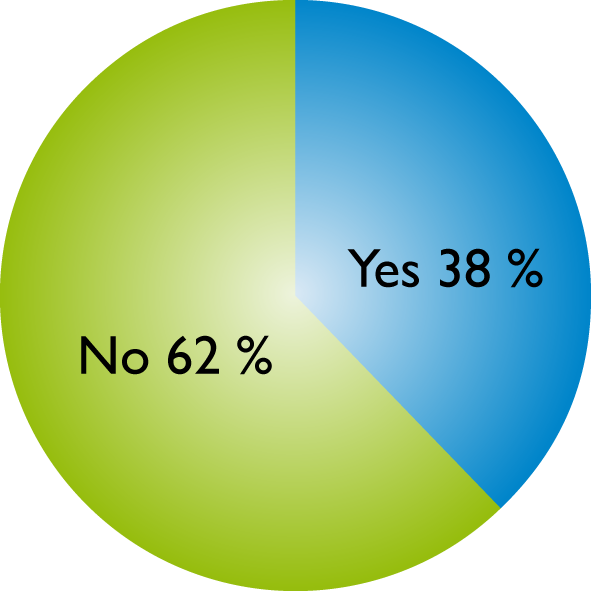 Yes 38 %
No 62 %